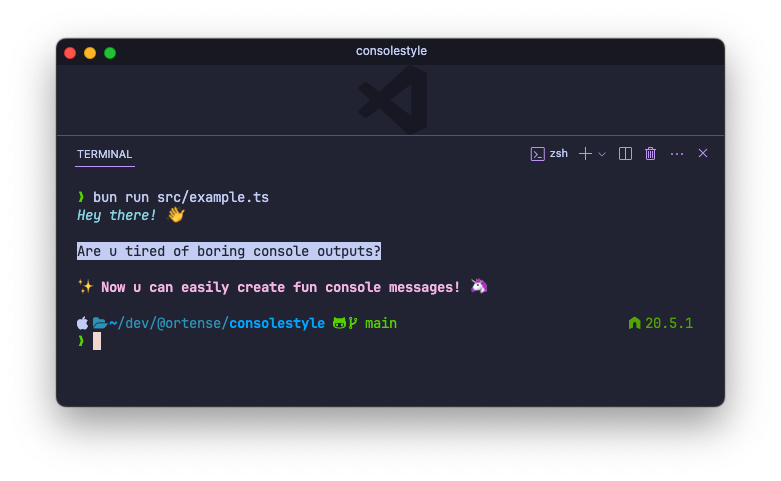 consolestyle
TERMINAL
zsh
❯ bun run src/example.ts
Hey there! 👋
Are u tired of boring console outputs?
✨ Now u can easily create fun console messages! 🦄
~/dev/@ortense/consolestyle main 20.5.1
❯